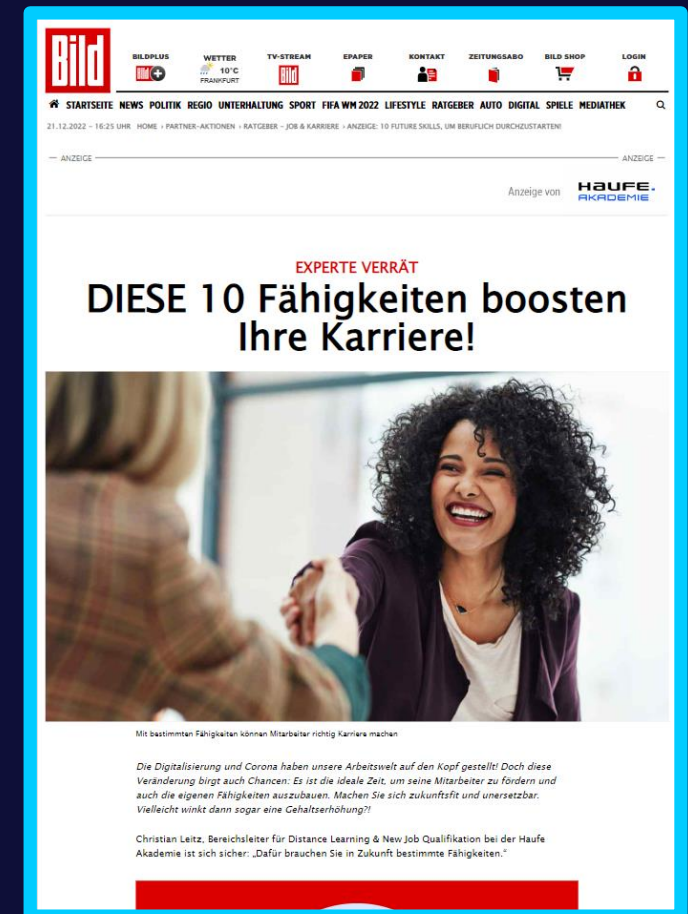 Bild
BILDPLUS WETTER TV-STREAM EPAPER KONTAKT ZEITUNGSABO BILD SHOP LOGIN
Bild 10°C Bild
FRANKFURT
STARTSEITE NEWS POLITIK REGIO UNTERHALTUNG SPORT FIFA WM 2022 LIFESTYLE RATGEBER AUTO DIGITAL SPIELE MEDIATHEK
21.12.2022 – 16:25 UHR HOME › PARTNER-AKTIONEN › RATGEBER – JOB & KARRIERE › ANZEIGE: 10 FUTURE SKILLS, UM BERUFLICH DURCHZUSTARTEN!
ANZEIGE ANZEIGE
Anzeige von HAUFE.
AKADEMIE
EXPERTE VERRÄT
DIESE 10 Fähigkeiten boosten
Ihre Karriere!
Mit bestimmten Fähigkeiten können Mitarbeiter richtig Karriere machen
Die Digitalisierung und Corona haben unsere Arbeitswelt auf den Kopf gestellt! Doch diese
Veränderung birgt auch Chancen: Es ist die ideale Zeit, um seine Mitarbeiter zu fördern und
auch die eigenen Fähigkeiten auszubauen. Machen Sie sich zukunftsfit und unersetzbar.
Vielleicht winkt dann sogar eine Gehaltserhöhung?!
Christian Leitz, Bereichsleiter für Distance Learning & New Job Qualifikation bei der Haufe
Akademie ist sich sicher: „Dafür brauchen Sie in Zukunft bestimmte Fähigkeiten.“